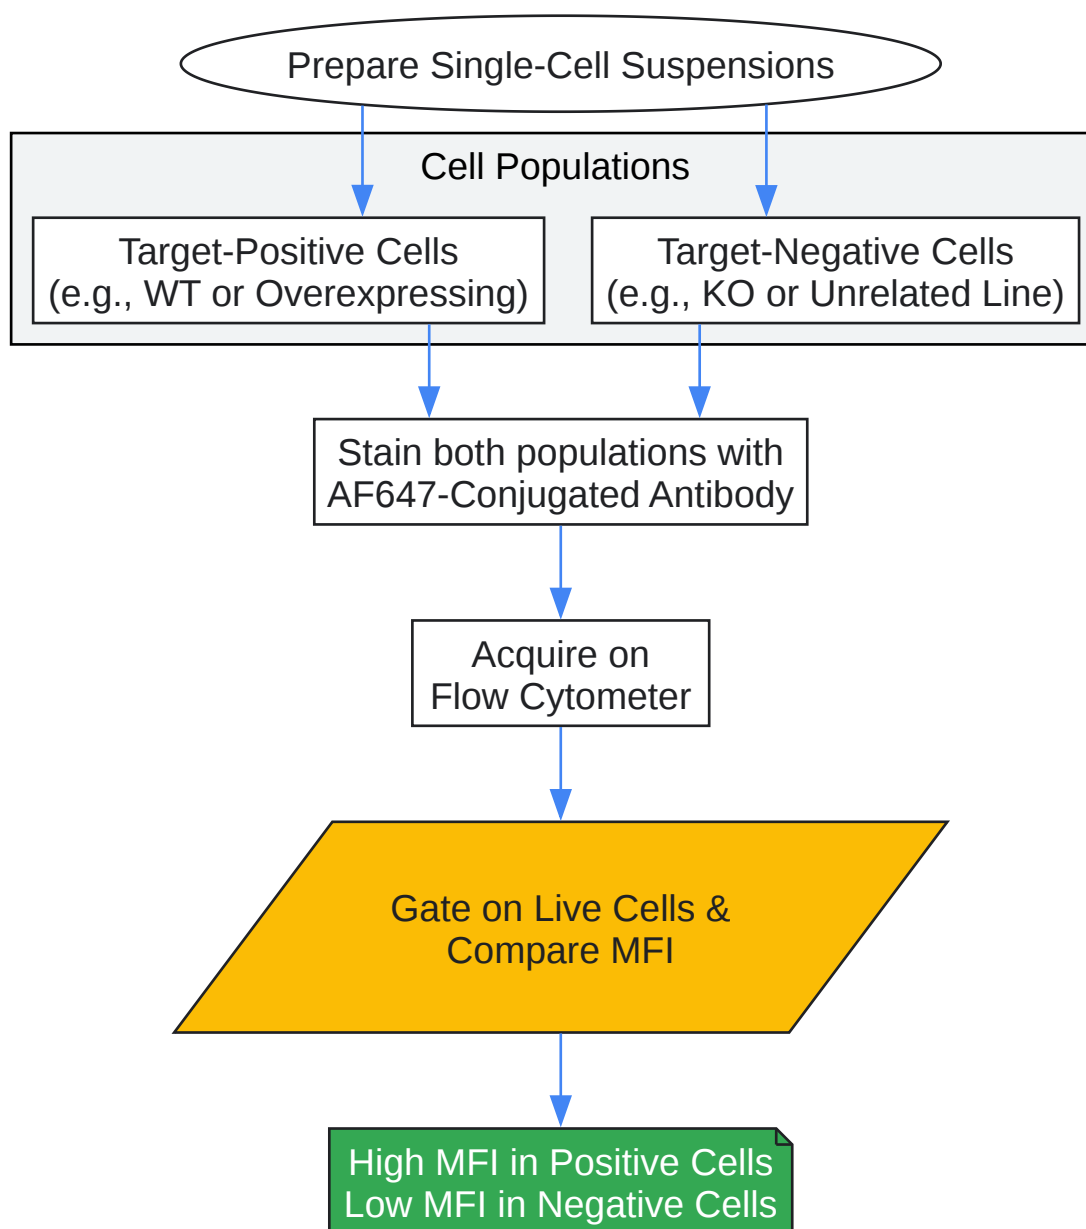 Prepare Single-Cell Suspensions
Cell Populations
Target-Positive Cells
(e.g., WT or Overexpressing)
Target-Negative Cells
(e.g., KO or Unrelated Line)
Stain both populations with
AF647-Conjugated Antibody
Acquire on
Flow Cytometer
Gate on Live Cells &
Compare MFI
High MFI in Positive Cells
Low MFI in Negative Cells